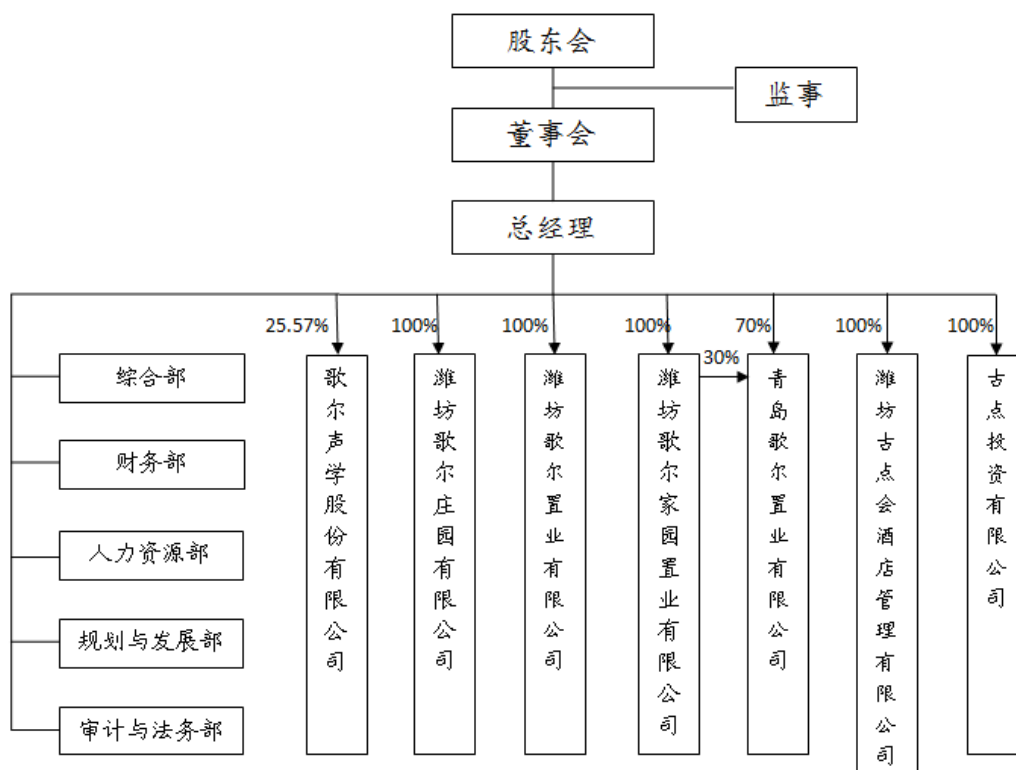 股东会
监事
董事会
总经理
25.57%
100%
100%
100%
70%
100%
100%
30%
综合部
财务部
人力资源部
规划与发展部
审计与法务部
歌尔声学股份有限公司
潍坊歌尔庄园有限公司
潍坊歌尔置业有限公司
潍坊歌尔家园置业有限公司
青岛歌尔置业有限公司
潍坊古点会酒店管理有限公司
古点投资有限公司